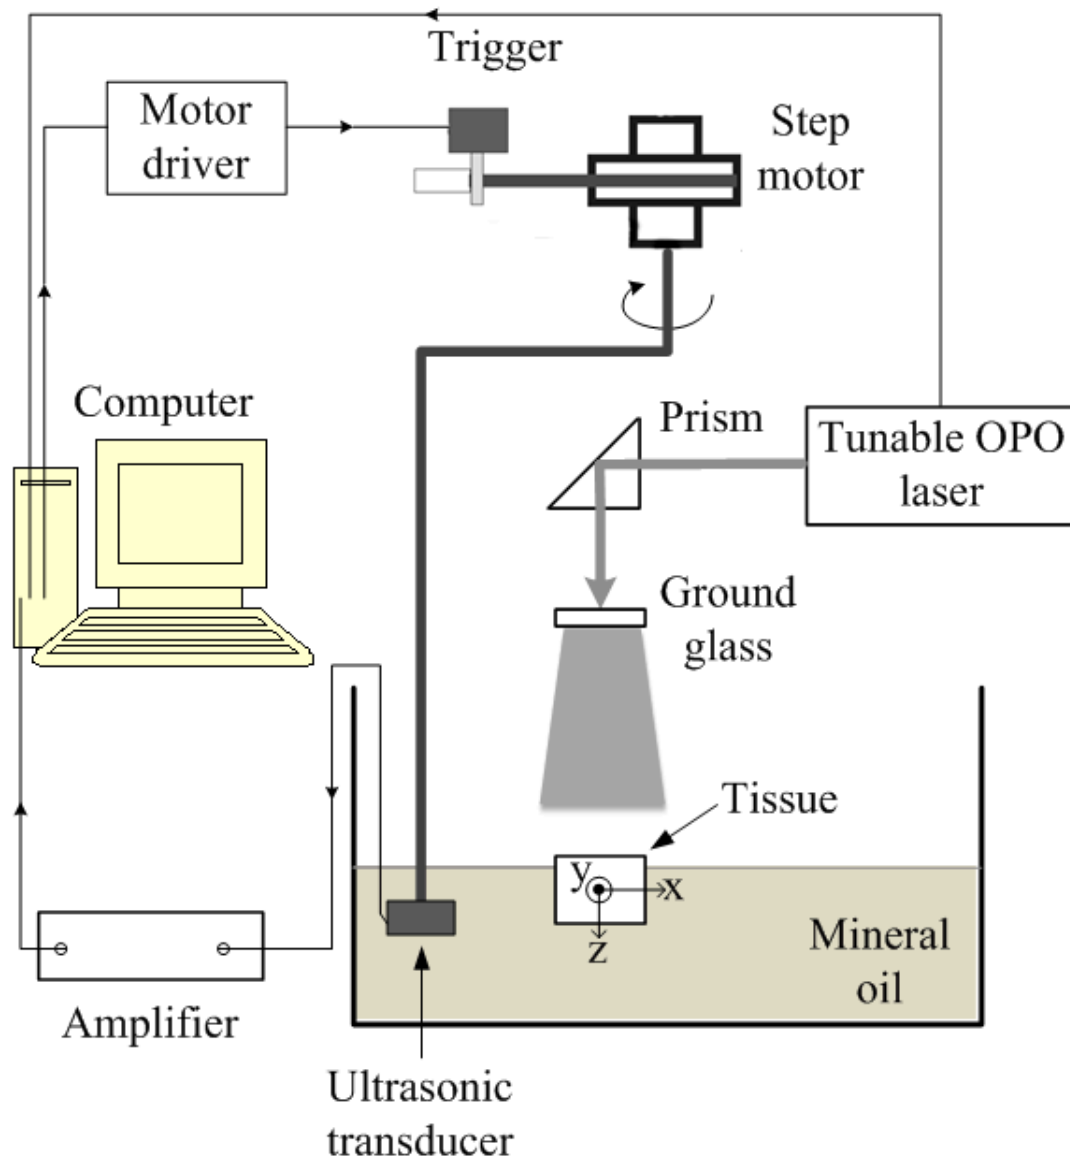 Trigger
Motor
driver
Step
motor
Computer
Prism
Tunable OPO
laser
Ground
glass
Tissue
y
x
z
Mineral
oil
Amplifier
Ultrasonic
transducer